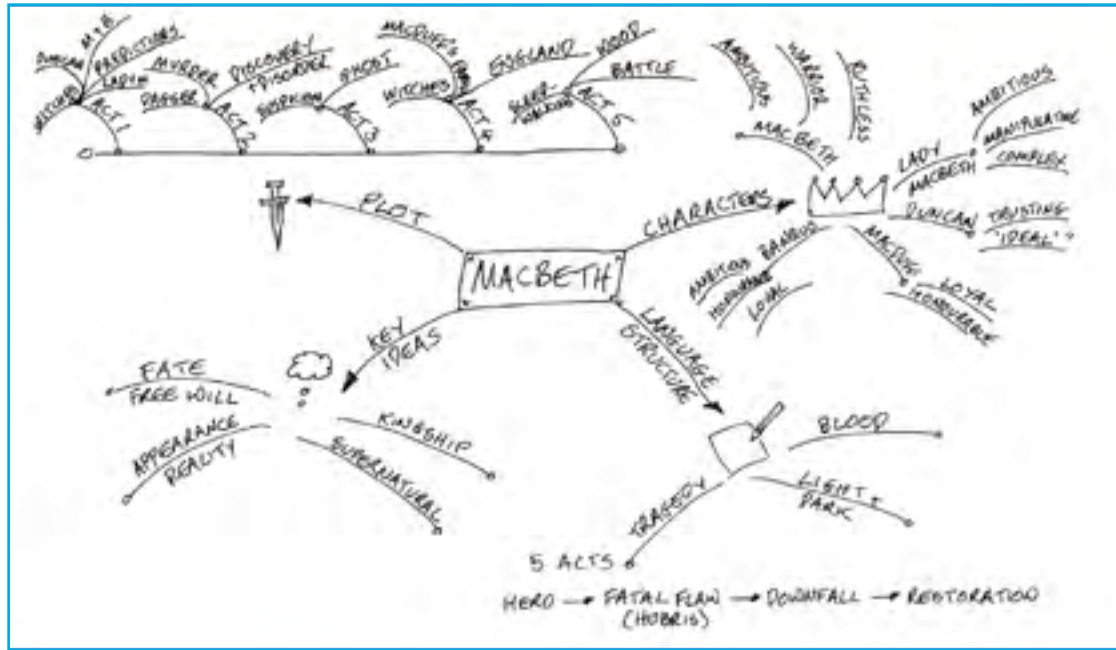 WITCHES
DUNCAN
M + B
PREDICTIONS
LADY M
ACT 1
DAGGER
MURDER
DISCOVERY
+ DISORDER
ACT 2
SUSPICION
GHOST
ACT 3
WITCHES
MACDUFF'S
ENGLAND
ACT 4
SLEEP-
WALKING
WOOD
BATTLE
ACT 5
PLOT
MACBETH
CHARACTERS
MACBETH
AMBITIOUS
WARRIOR
RUTHLESS
LADY
MACBETH
AMBITIOUS
MANIPULATIVE
COMPLEX
DUNCAN
TRUSTING
"IDEAL"
MACDUFF
LOYAL
HONOURABLE
BANQUO
AMBITIOUS
LOYAL
KEY
IDEAS
FATE
FREE WILL
APPEARANCE
REALITY
KINGSHIP
SUPERNATURAL
LANGUAGE
STRUCTURE
BLOOD
LIGHT +
DARK
TRAGEDY
5 ACTS
HERO → FATAL FLAW → DOWNFALL → RESTORATION
(HUBRIS)